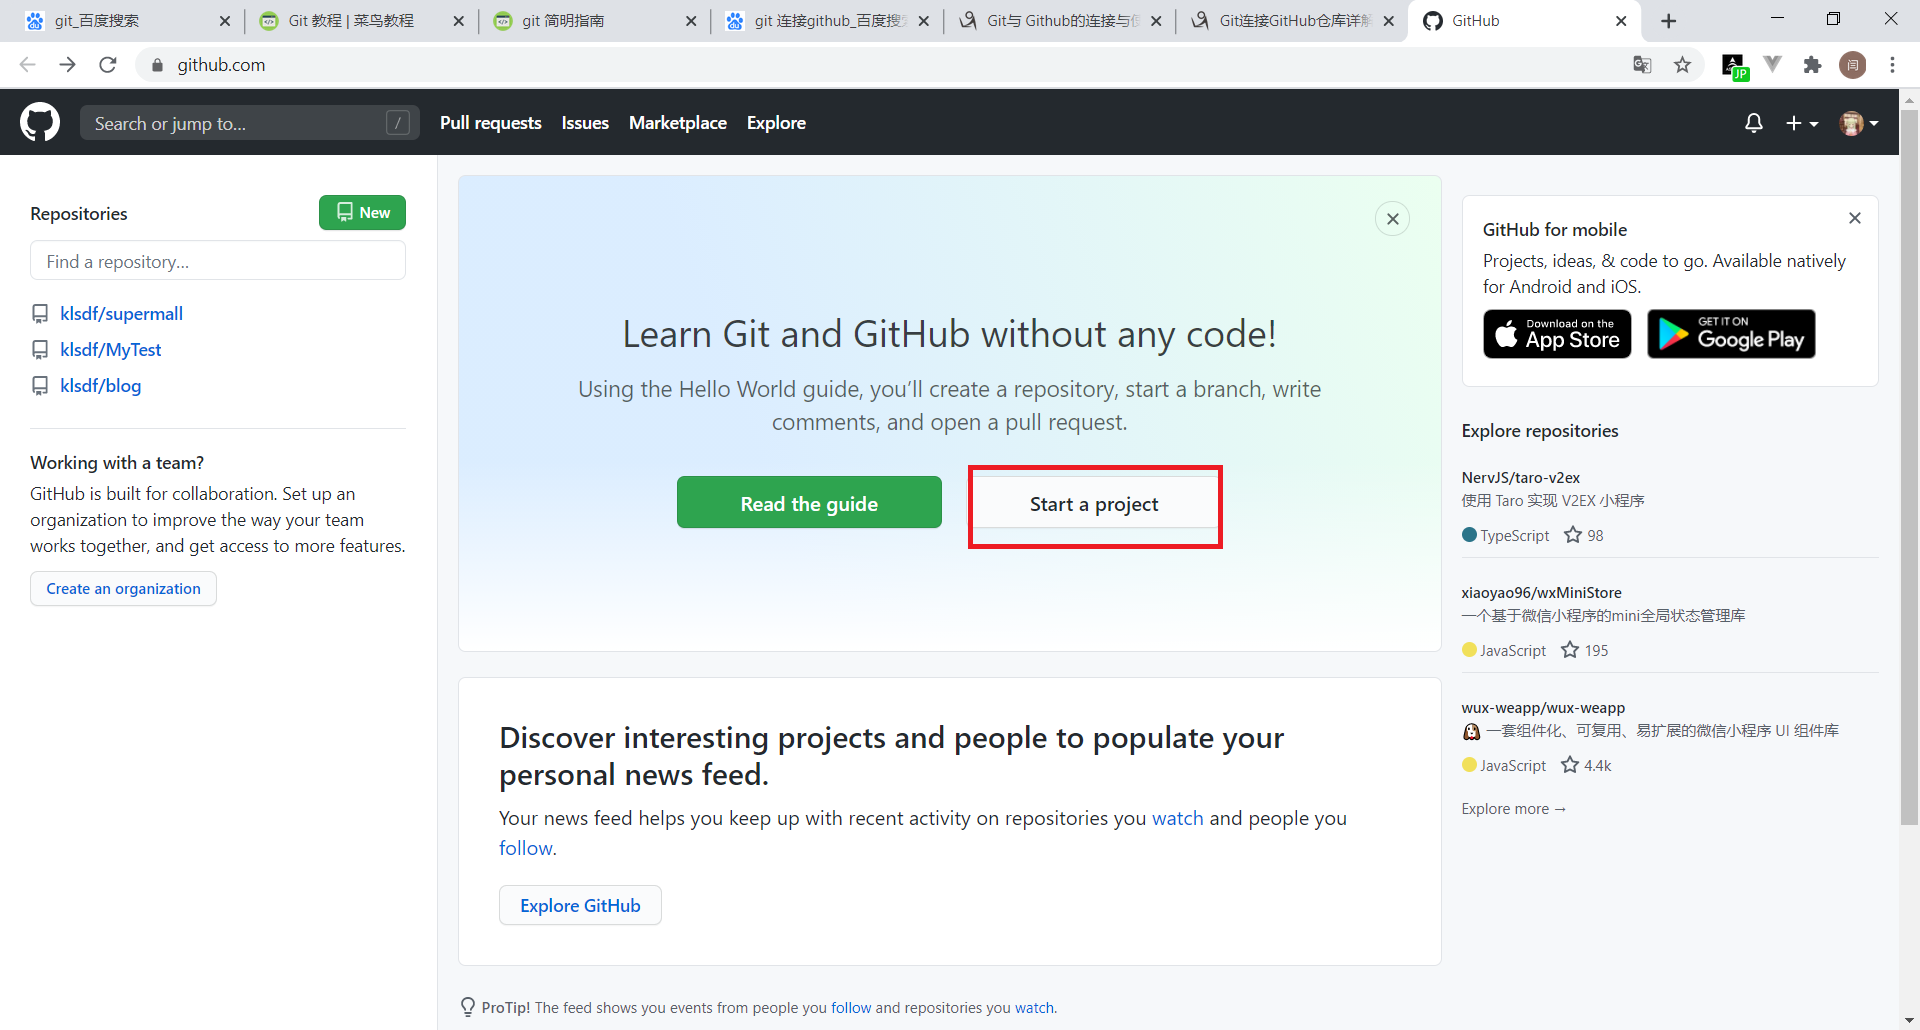 git_百度搜索
Git 教程 | 菜鸟教程
git 简明指南
git 连接github_百度搜
Git与 Github的连接与
Git连接GitHub仓库详
GitHub
github.com
JP
闫
Search or jump to...
/
Pull requests
Issues
Marketplace
Explore
Repositories
New
Find a repository...
klsdf/supermall
klsdf/MyTest
klsdf/blog
Working with a team?
GitHub is built for collaboration. Set up an
organization to improve the way your team
works together, and get access to more features.
Create an organization
Learn Git and GitHub without any code!
Using the Hello World guide, you’ll create a repository, start a branch, write
comments, and open a pull request.
Read the guide
Start a project
Discover interesting projects and people to populate your
personal news feed.
Your news feed helps you keep up with recent activity on repositories you watch and people you
follow.
Explore GitHub
ProTip! The feed shows you events from people you follow and repositories you watch.
GitHub for mobile
Projects, ideas, & code to go. Available natively
for Android and iOS.
Download on the
App Store
GET IT ON
Google Play
Explore repositories
NervJS/taro-v2ex
使用 Taro 实现 V2EX 小程序
TypeScript 98
xiaoyao96/wxMiniStore
一个基于微信小程序的mini全局状态管理库
JavaScript 195
wux-weapp/wux-weapp
一套组件化、可复用、易扩展的微信小程序 UI 组件库
JavaScript 4.4k
Explore more →